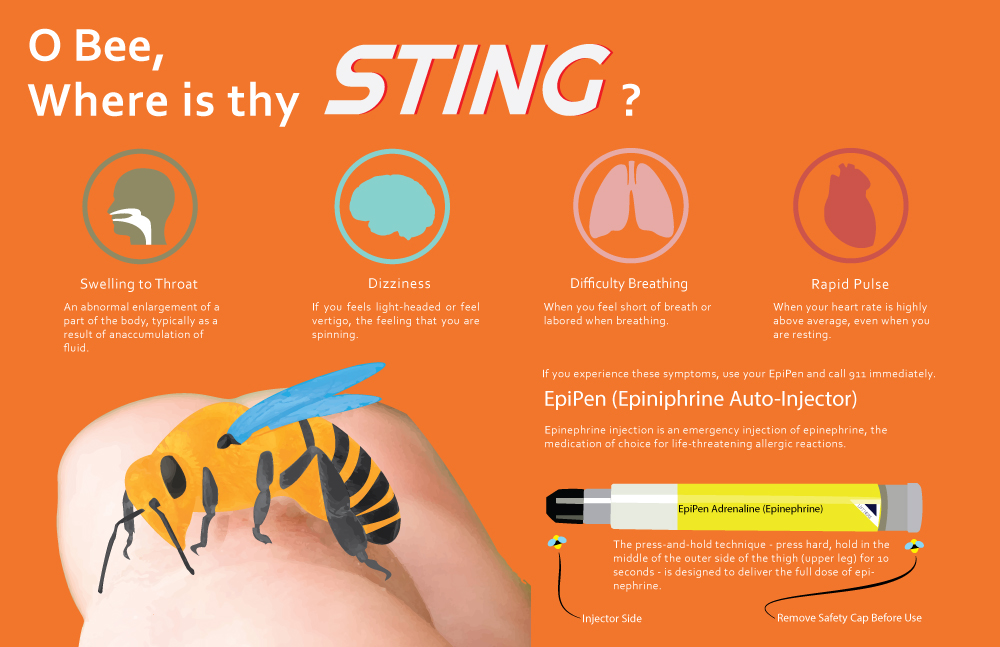 O Bee,
Where is thy STING ?
Swelling to Throat
An abnormal enlargement of a
part of the body, typically as a
result of anaccumulation of
fluid.
Dizziness
If you feels light-headed or feel
vertigo, the feeling that you are
spinning.
Difficulty Breathing
When you feel short of breath or
labored when breathing.
Rapid Pulse
When your heart rate is highly
above average, even when you
are resting.
If you experience these symptoms, use your EpiPen and call 911 immediately.
EpiPen (Epiniphrine Auto-Injector)
Epinephrine injection is an emergency injection of epinephrine, the
medication of choice for life-threatening allergic reactions.
EpiPen Adrenaline (Epinephrine)
The press-and-hold technique - press hard, hold in the
middle of the outer side of the thigh (upper leg) for 10
seconds - is designed to deliver the full dose of epi-
nephrine.
Injector Side
Remove Safety Cap Before Use